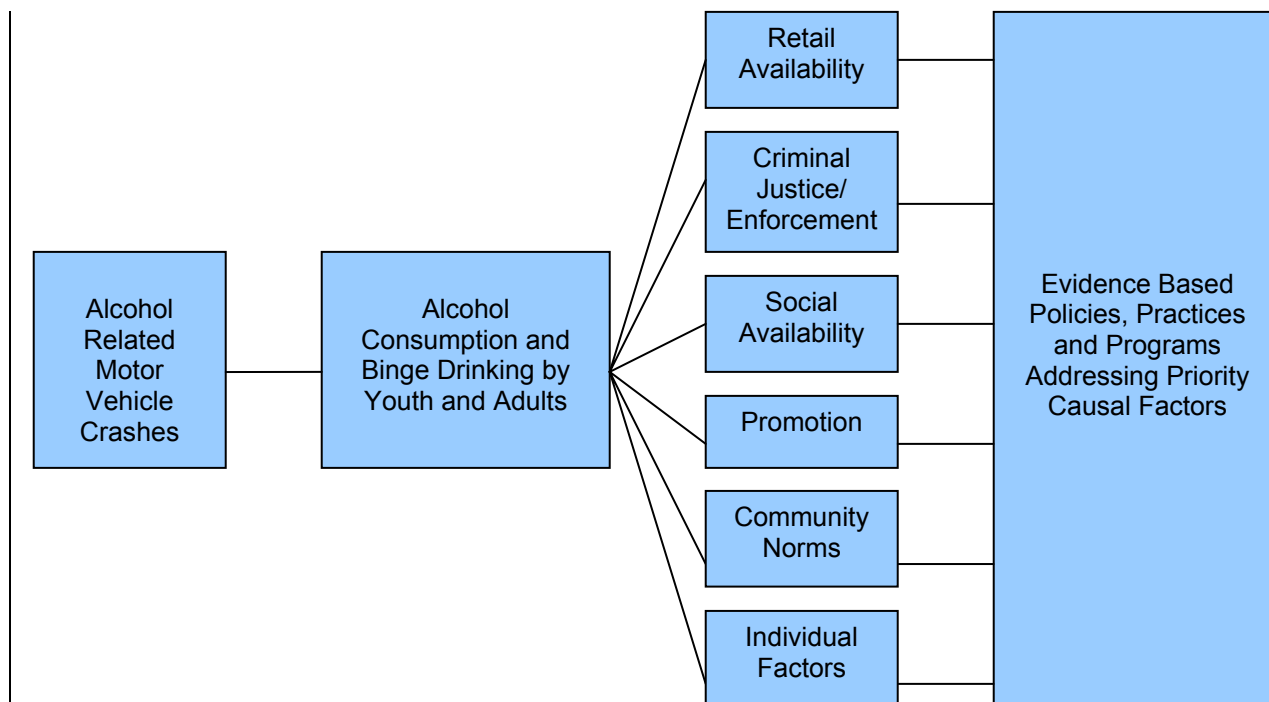 Alcohol
Related
Motor
Vehicle
Crashes
Alcohol
Consumption and
Binge Drinking by
Youth and Adults
Retail
Availability
Criminal
Justice/
Enforcement
Social
Availability
Promotion
Community
Norms
Individual
Factors
Evidence Based
Policies, Practices
and Programs
Addressing Priority
Causal Factors